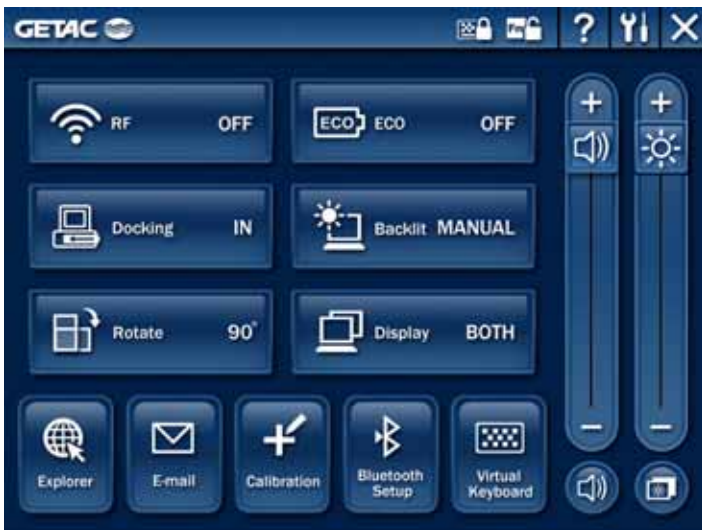 GETAC
?
RF OFF
ECO ECO OFF
Docking IN
Backlit MANUAL
Rotate 90°
Display BOTH
Explorer
E-mail
Calibration
Bluetooth
Setup
Virtual
Keyboard